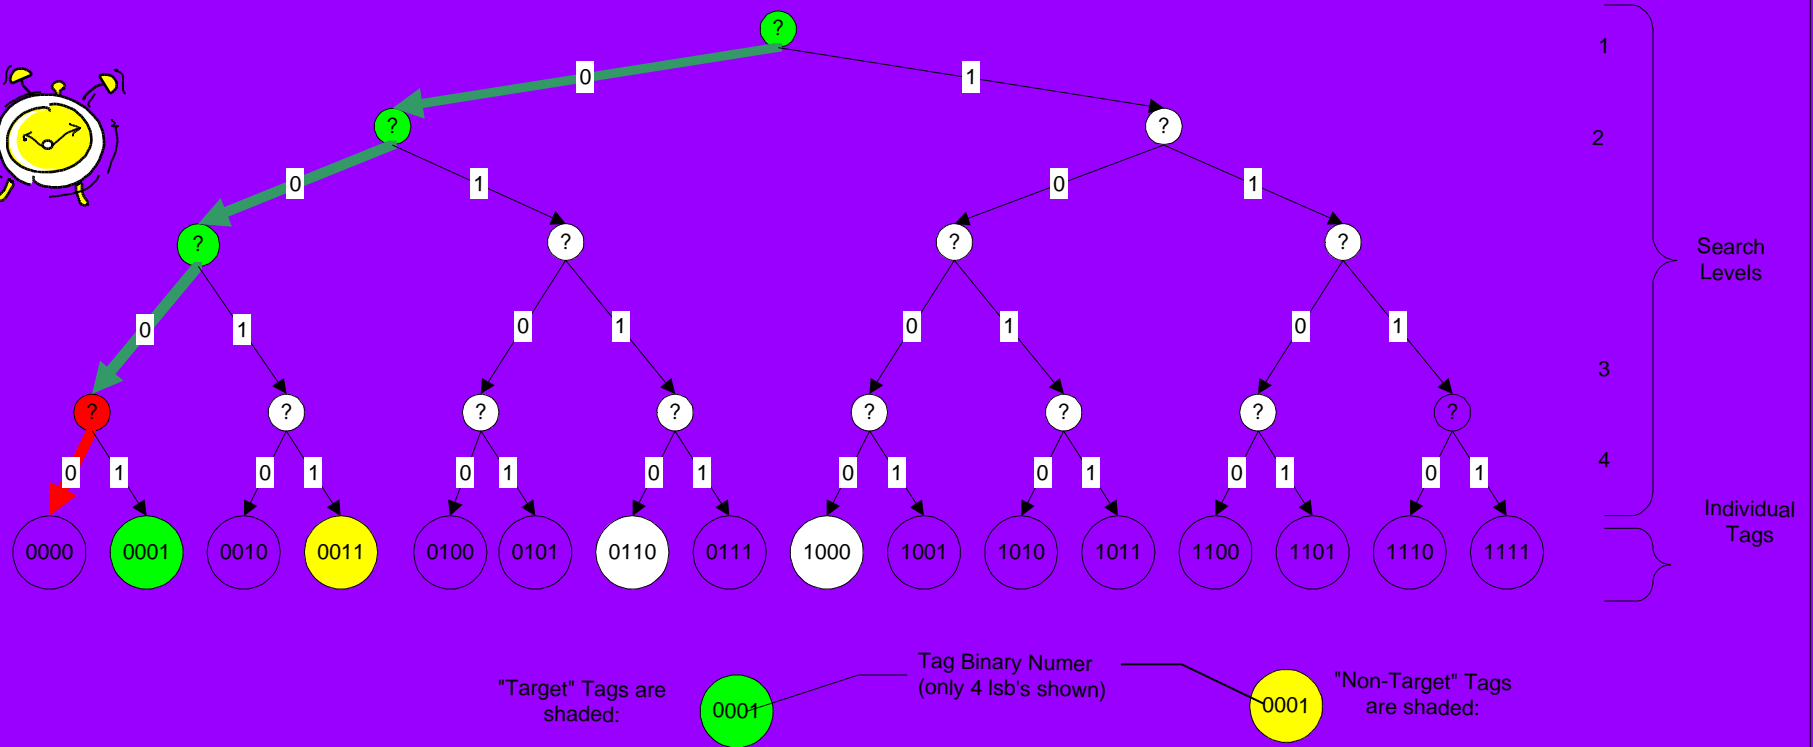 ?
1
0 1
? ? 2
0 1 0 1
? ? ? ?
Search
Levels
0 1 0 1 0 1 0 1
3
? ? ? ? ? ? ? ?
0 1 0 1 0 1 0 1 0 1 0 1 0 1 0 1 4
Individual
Tags
0000 0001 0010 0011 0100 0101 0110 0111 1000 1001 1010 1011 1100 1101 1110 1111
"Target" Tags are
shaded:
0001
Tag Binary Numer
(only 4 lsb's shown)
0001
"Non-Target" Tags
are shaded: